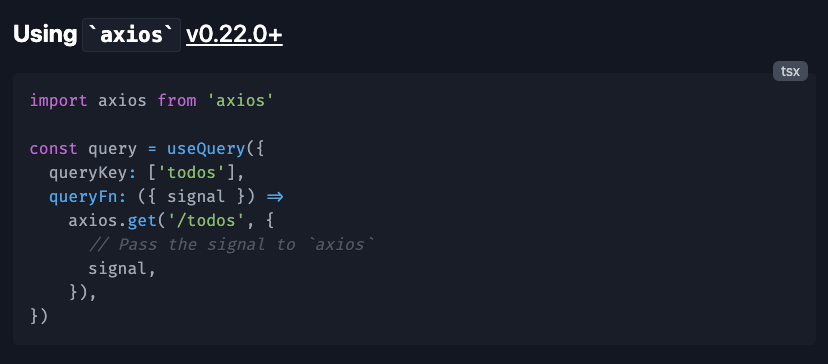 Using `axios` v0.22.0+
tsx
import axios from 'axios'
const query = useQuery({
  queryKey: ['todos'],
  queryFn: ({ signal }) =>
    axios.get('/todos', {
      // Pass the signal to `axios`
      signal,
    }),
})